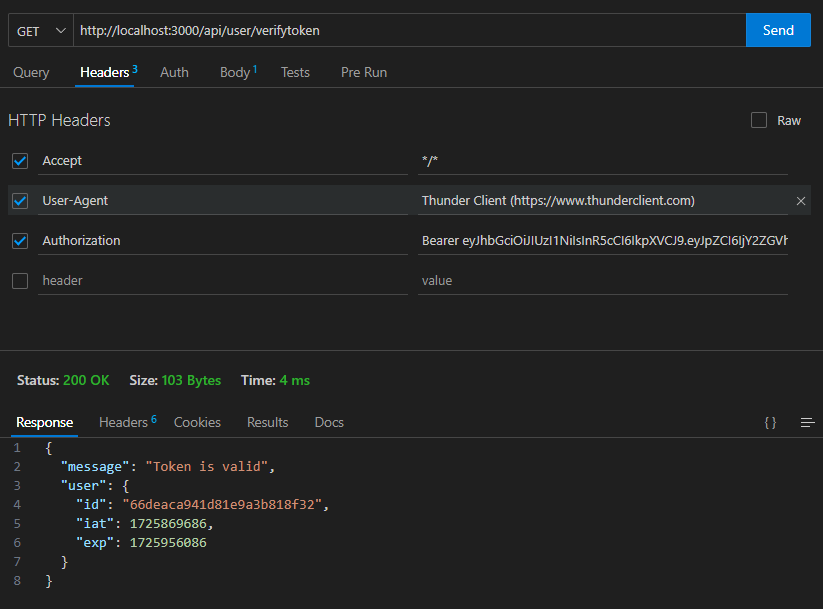 GET http://localhost:3000/api/user/verifytoken Send
Query Headers 3 Auth Body 1 Tests Pre Run
HTTP Headers Raw
Accept */*
User-Agent Thunder Client (https://www.thunderclient.com)
Authorization Bearer eyJhbGciOiJIUzI1NiIsInR5cCI6IkpXVCJ9.eyJpZCI6IjY2ZGVh
header value
Status: 200 OK Size: 103 Bytes Time: 4 ms
Response Headers 6 Cookies Results Docs { }
1 {
2 "message": "Token is valid",
3 "user": {
4 "id": "66deaca941d81e9a3b818f32",
5 "iat": 1725869686,
6 "exp": 1725956086
7 }
8 }